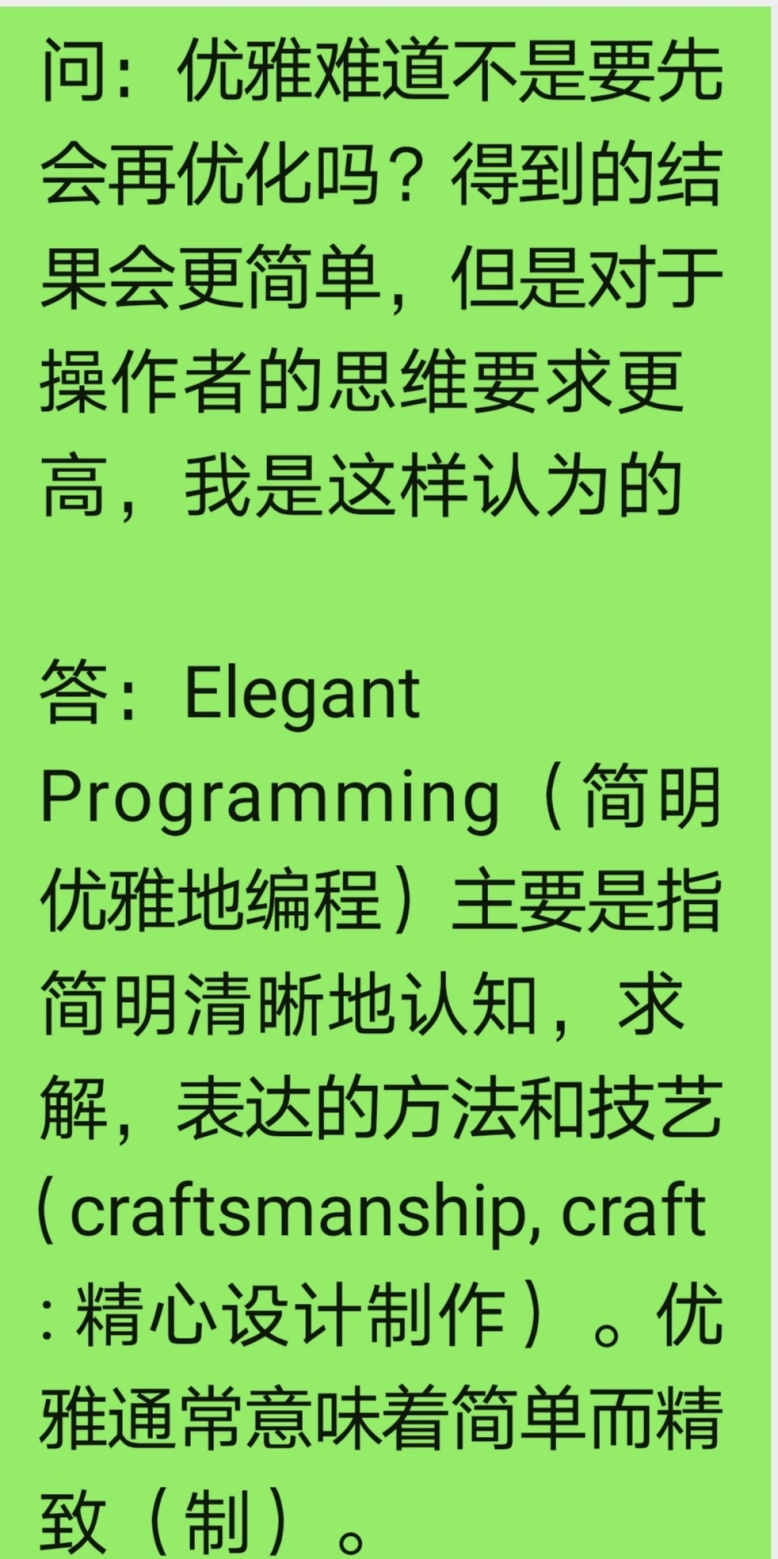 问：优雅难道不是要先
会再优化吗？得到的结
果会更简单，但是对于
操作者的思维要求更
高，我是这样认为的
答：Elegant
Programming（简明
优雅地编程）主要是指
简明清晰地认知，求
解，表达的方法和技艺
（craftsmanship, craft
: 精心设计制作）。优
雅通常意味着简单而精
致（制）。